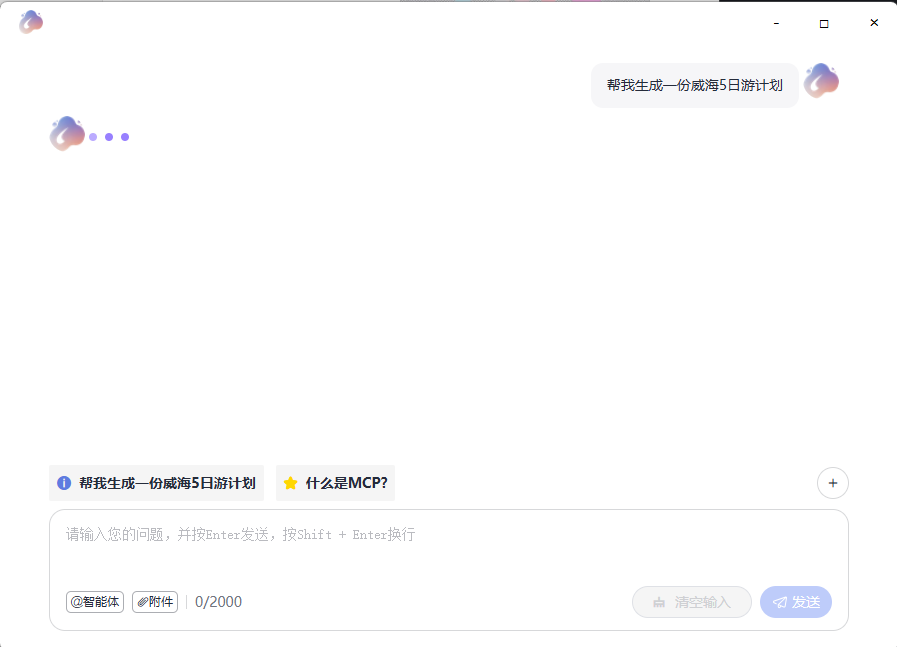 帮我生成一份威海5日游计划
帮我生成一份威海5日游计划
什么是MCP?
请输入您的问题，并按Enter发送，按Shift + Enter换行
@智能体
附件
0/2000
清空输入
发送